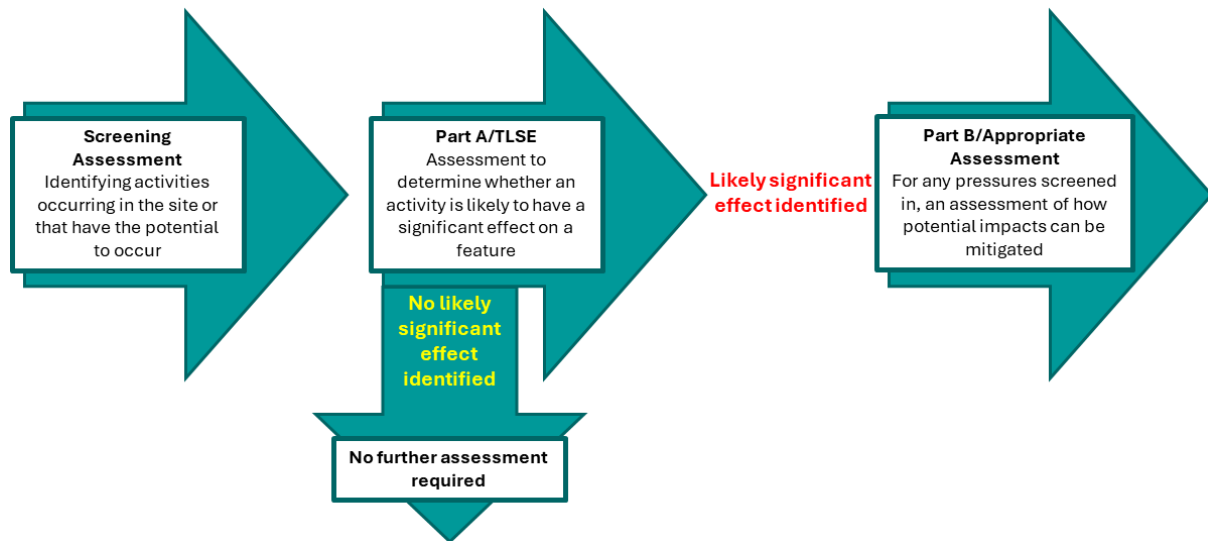 Screening
Assessment
Identifying activities
occurring in the site or
that have the potential
to occur
Part A/TLSE
Assessment to
determine whether an
activity is likely to have a
significant effect on a
feature
No likely
significant
effect
identified
No further assessment
required
Likely significant
effect identified
Part B/Appropriate
Assessment
For any pressures screened
in, an assessment of how
potential impacts can be
mitigated